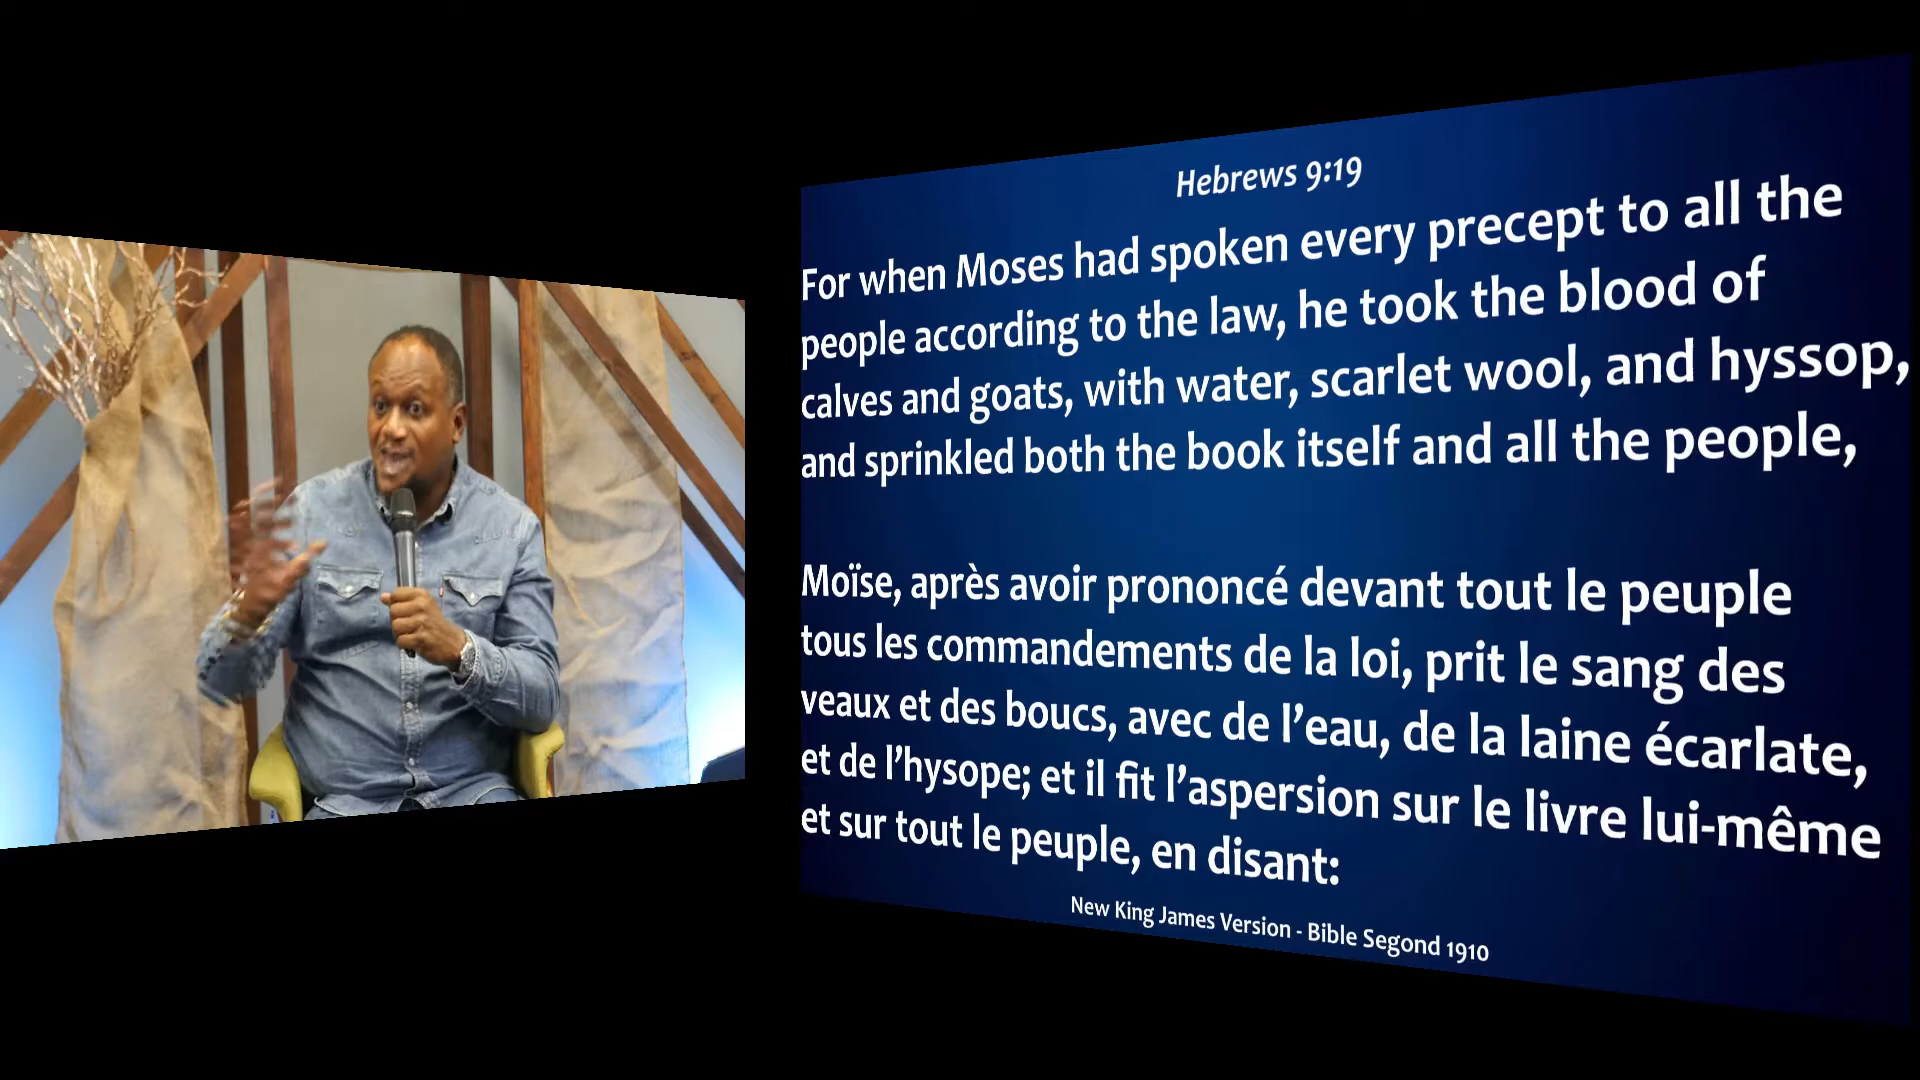 Hebrews 9:19
For when Moses had spoken every precept to all the
people according to the law, he took the blood of
calves and goats, with water, scarlet wool, and hyssop,
and sprinkled both the book itself and all the people,
Moïse, après avoir prononcé devant tout le peuple
tous les commandements de la loi, prit le sang des
veaux et des boucs, avec de l’eau, de la laine écarlate,
et de l’hysope; et il fit l’aspersion sur le livre lui-même
et sur tout le peuple, en disant:
New King James Version - Bible Segond 1910